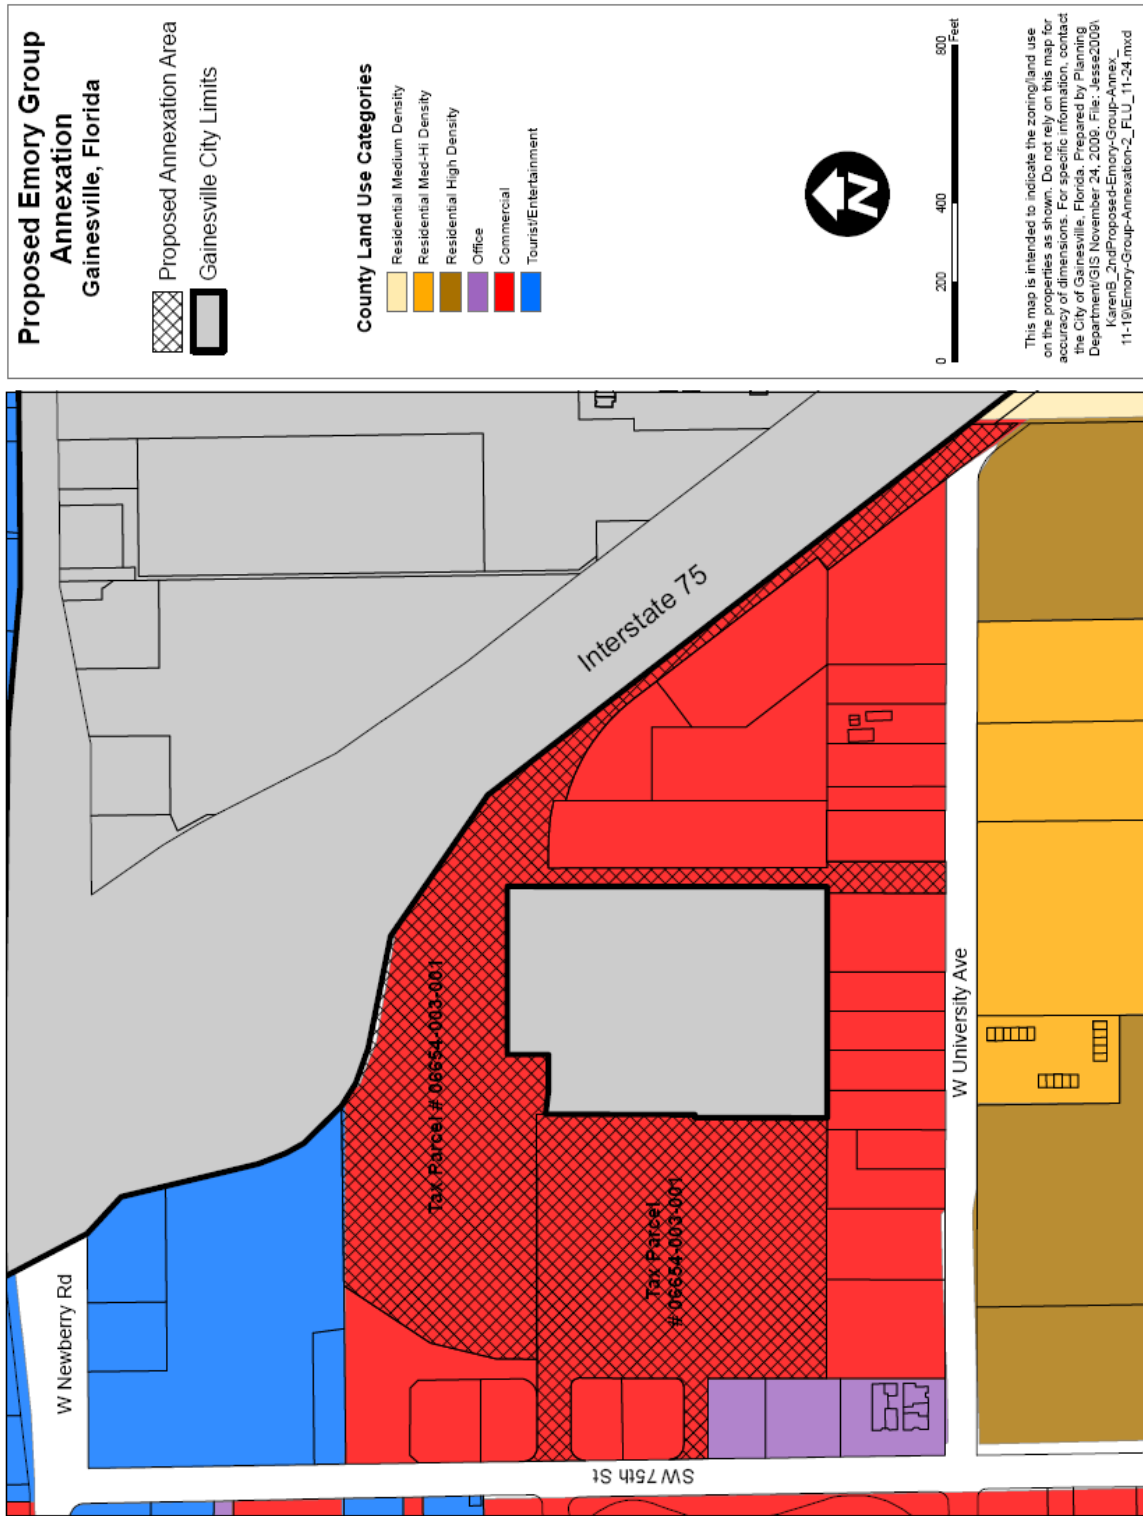 Proposed Emory Group
Annexation
Gainesville, Florida
Proposed Annexation Area
Gainesville City Limits
County Land Use Categories
Residential Medium Density
Residential Med-Hi Density
Residential High Density
Office
Commercial
Tourist/Entertainment
N
0 200 400 800
Feet
This map is intended to indicate the zoning/land use
on the properties as shown. Do not rely on this map for
accuracy of dimensions. For specific information, contact
the City of Gainesville, Florida. Prepared by Planning
Department/GIS November 24, 2009. File: Jesse2009\
KarenB_2ndProposed-Emory-Group-Annex_
11-19\Emory-Group-Annexation-2_FLU_11-24.mxd
W Newberry Rd
Interstate 75
Tax Parcel # 06654-003-001
Tax Parcel
# 06654-003-001
W University Ave
SW 75th St